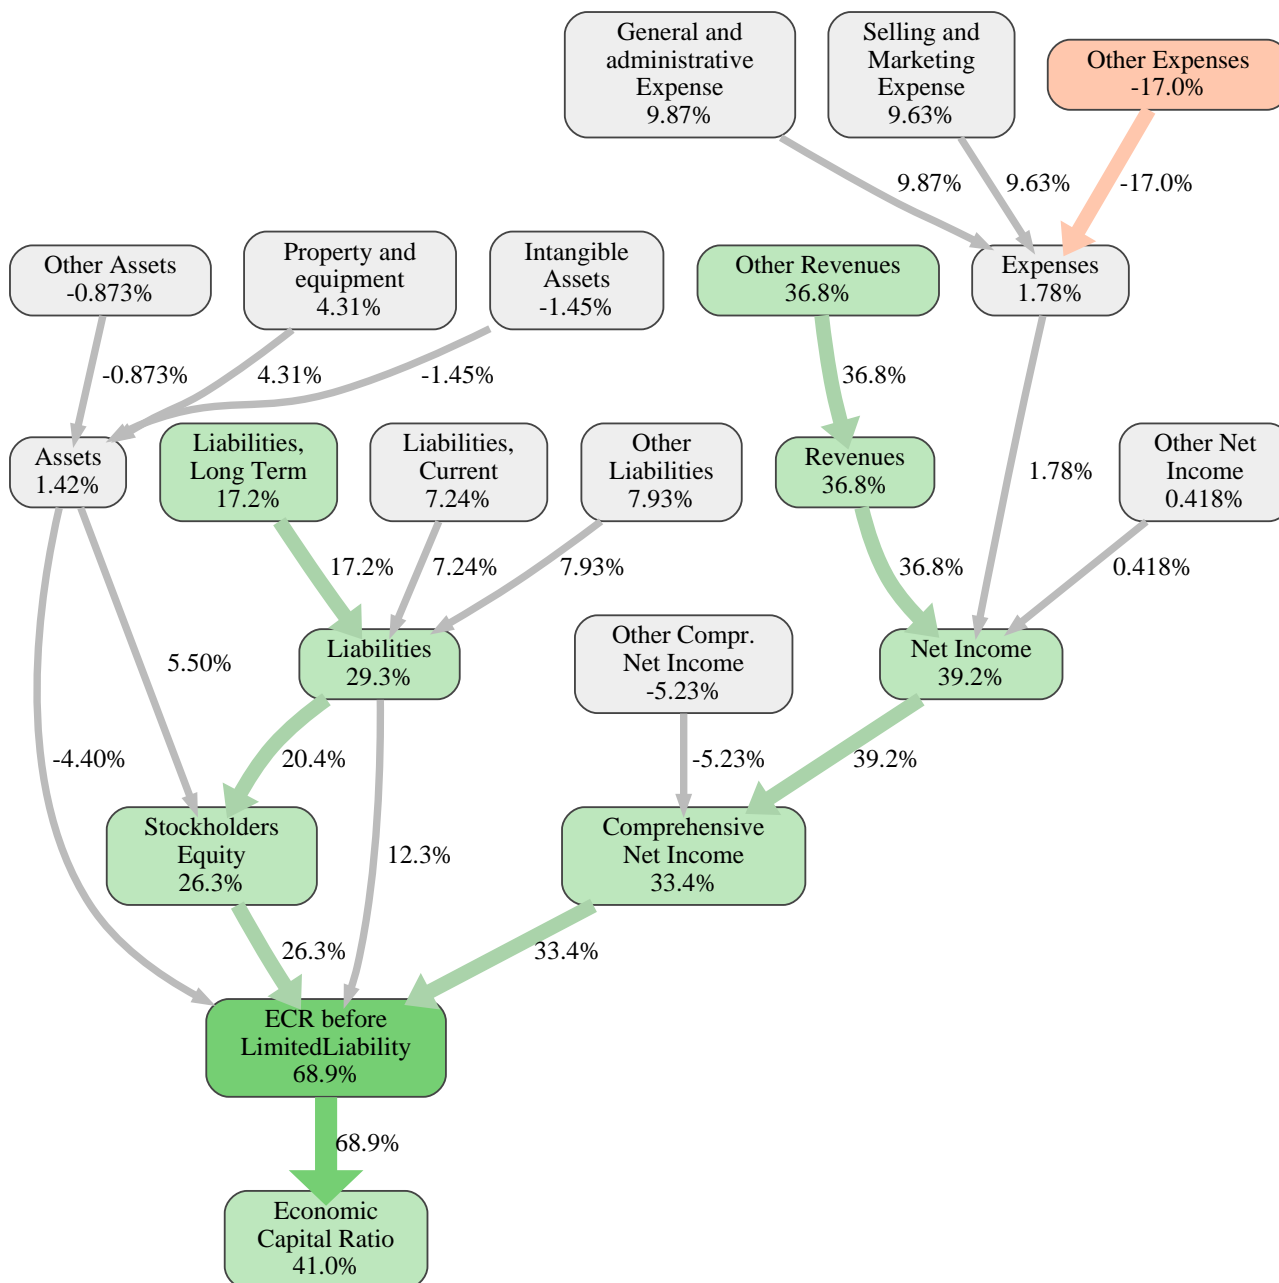 General and
administrative
Expense
9.87%
Selling and
Marketing
Expense
9.63%
Other Expenses
-17.0%
9.87%
9.63%
-17.0%
Other Assets
-0.873%
Property and
equipment
4.31%
Intangible
Assets
-1.45%
Other Revenues
36.8%
Expenses
1.78%
-0.873%
4.31%
-1.45%
36.8%
Assets
1.42%
Liabilities,
Long Term
17.2%
Liabilities,
Current
7.24%
Other
Liabilities
7.93%
Revenues
36.8%
1.78%
Other Net
Income
0.418%
17.2%
7.24%
7.93%
36.8%
0.418%
5.50%
Liabilities
29.3%
Other Compr.
Net Income
-5.23%
Net Income
39.2%
-4.40%
20.4%
-5.23%
39.2%
Stockholders
Equity
26.3%
12.3%
Comprehensive
Net Income
33.4%
26.3%
33.4%
ECR before
LimitedLiability
68.9%
68.9%
Economic
Capital Ratio
41.0%